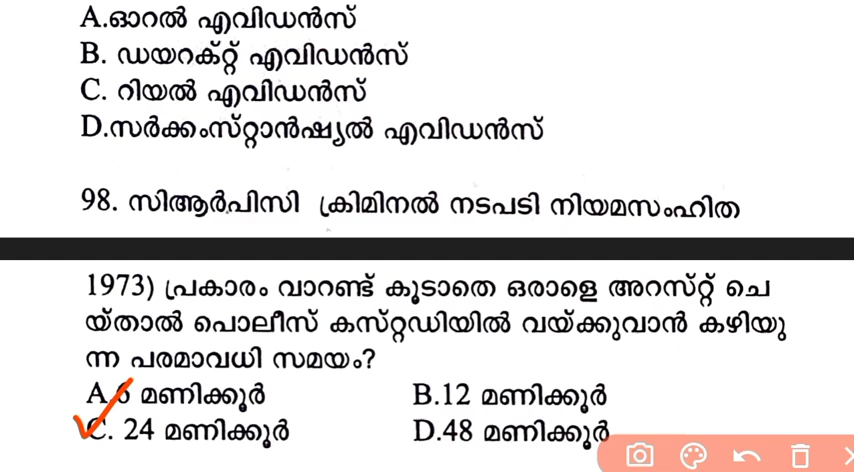 A.ഓറൽ എവിഡൻസ്
B. ഡയറക്റ്റ് എവിഡൻസ്
C. റിയൽ എവിഡൻസ്
D.സർക്കംസ്റ്റാൻഷ്യൽ എവിഡൻസ്
98. സിആർപിസി ക്രിമിനൽ നടപടി നിയമസംഹിത
1973) പ്രകാരം വാറണ്ട് കൂടാതെ ഒരാളെ അറസ്റ്റ് ചെ
യ്താൽ പൊലീസ് കസ്റ്റഡിയിൽ വയ്ക്കുവാൻ കഴിയു
ന്ന പരമാവധി സമയം?
A.6 മണിക്കൂർ B.12 മണിക്കൂർ
C. 24 മണിക്കൂർ D.48 മണിക്കൂർ